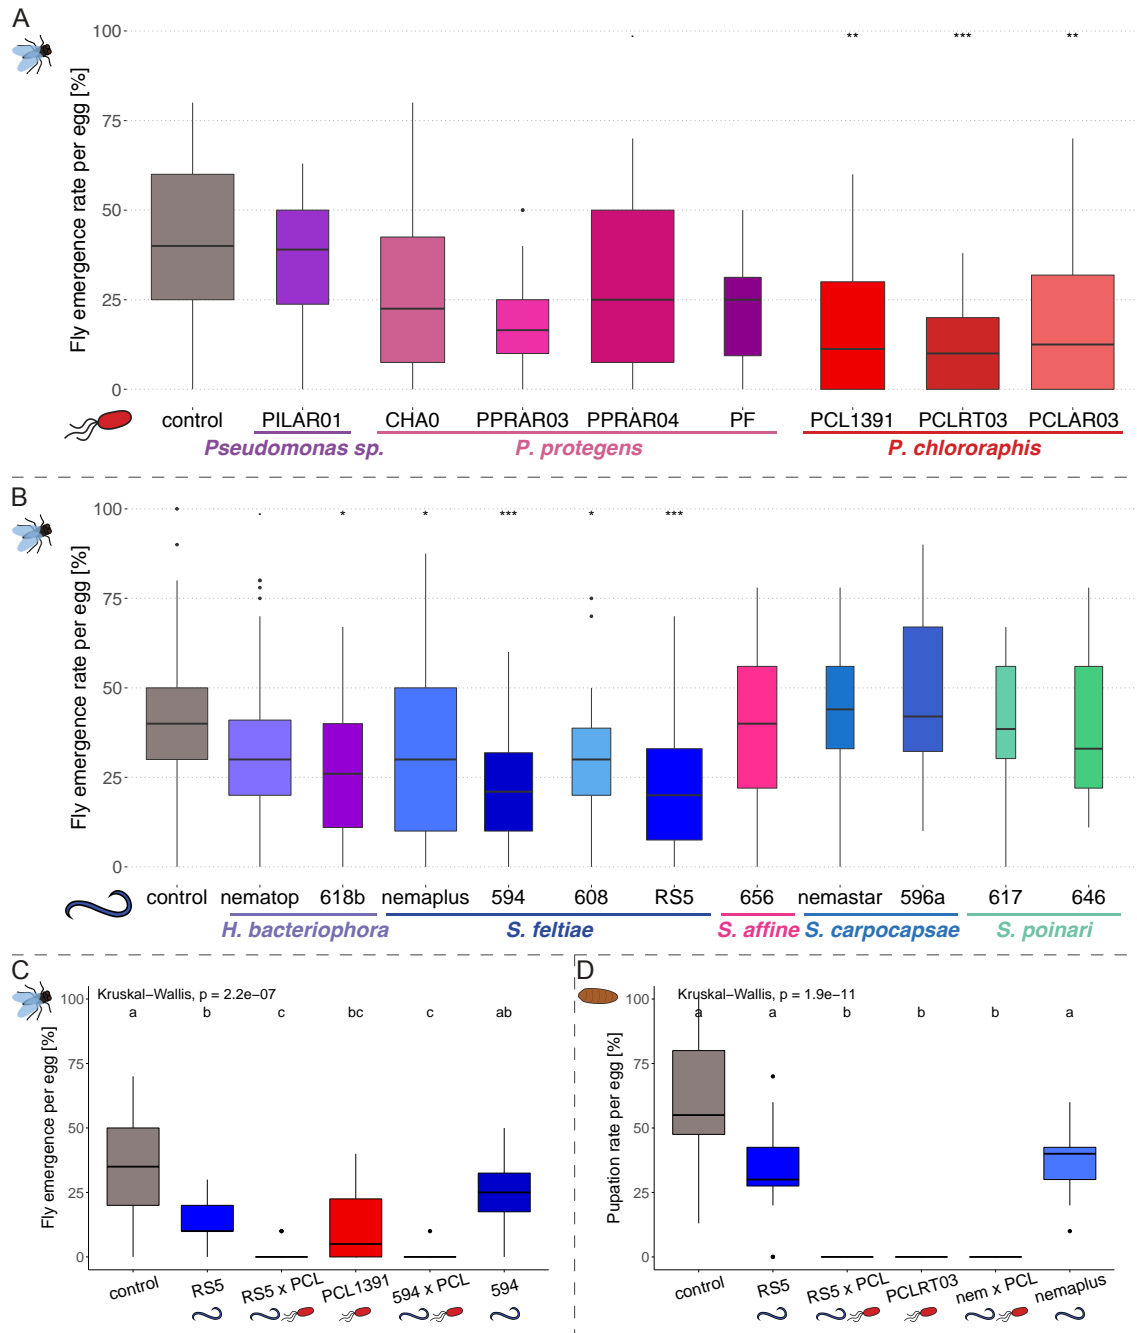 A
Fly emergence rate per egg [%]
100
75
50
25
0
. ** *** **
control PILAR01 CHA0 PPRAR03 PPRAR04 PF PCL1391 PCLRT03 PCLAR03
Pseudomonas sp. P. protegens P. chlororaphis
B
Fly emergence rate per egg [%]
100
75
50
25
0
. * * *** * ***
control nematop 618b nemaplus 594 608 RS5 656 nemastar 596a 617 646
H. bacteriophora S. feltiae S. affine S. carpocapsae S. poinari
C
Fly emergence per egg [%]
Kruskal–Wallis, p = 2.2e−07
a b c bc c ab
100
75
50
25
0
control RS5 RS5 x PCL PCL1391 594 x PCL 594
D
Pupation rate per egg [%]
Kruskal–Wallis, p = 1.9e−11
a a b b b a
100
75
50
25
0
control RS5 RS5 x PCL PCLRT03 nem x PCL nemaplus